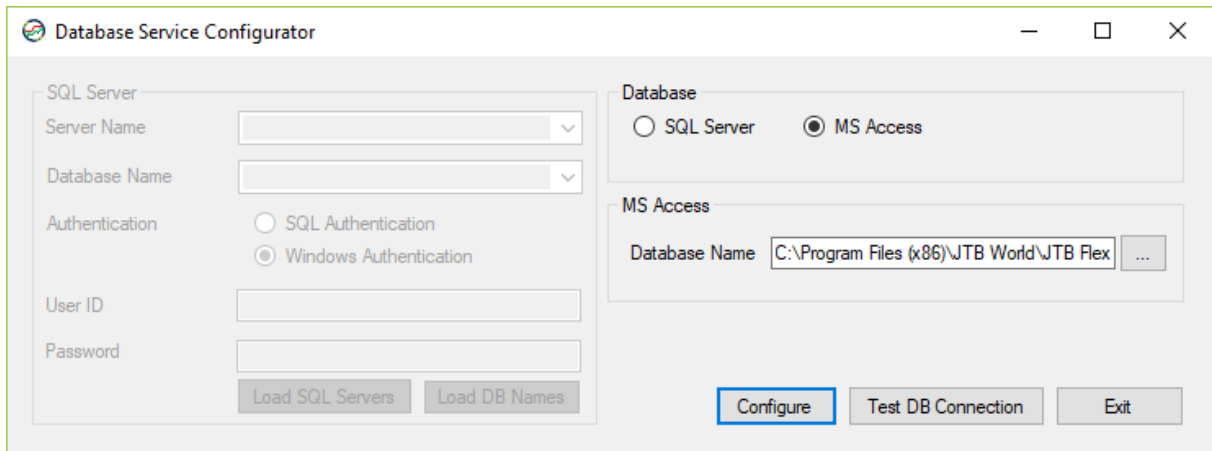 Database Service Configurator
SQL Server
Server Name
Database Name
Authentication
SQL Authentication
Windows Authentication
User ID
Password
Load SQL Servers Load DB Names
Database
SQL Server MS Access
MS Access
Database Name C:\Program Files (x86)\JTB World\JTB Flex ...
Configure Test DB Connection Exit